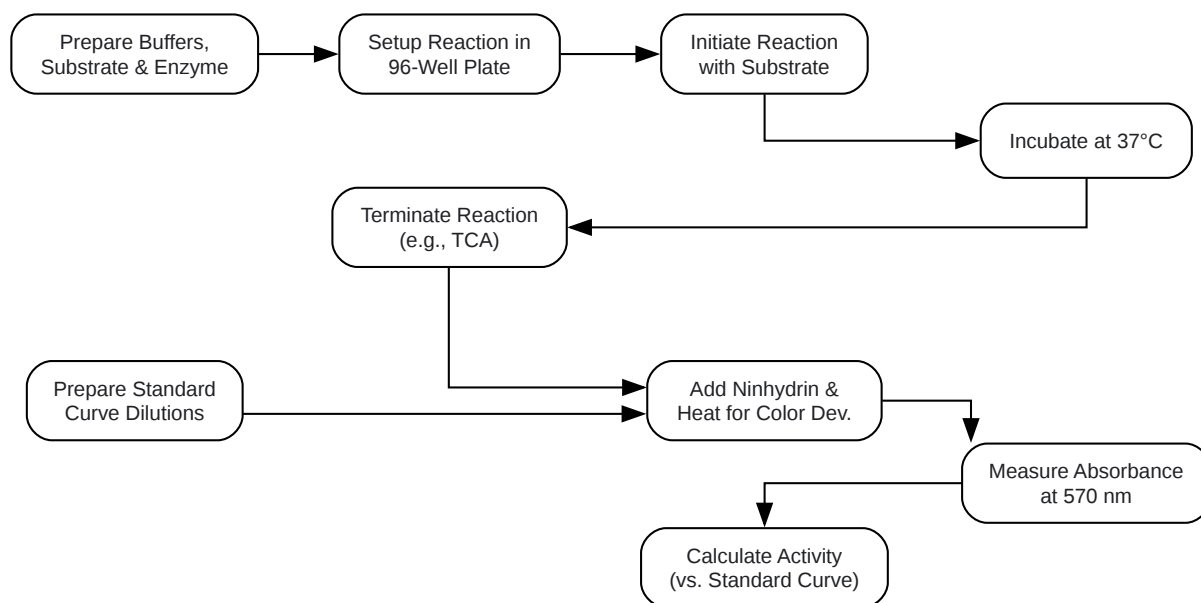 Prepare Buffers,
Substrate & Enzyme
Setup Reaction in
96-Well Plate
Initiate Reaction
with Substrate
Incubate at 37°C
Terminate Reaction
(e.g., TCA)
Prepare Standard
Curve Dilutions
Add Ninhydrin &
Heat for Color Dev.
Measure Absorbance
at 570 nm
Calculate Activity
(vs. Standard Curve)